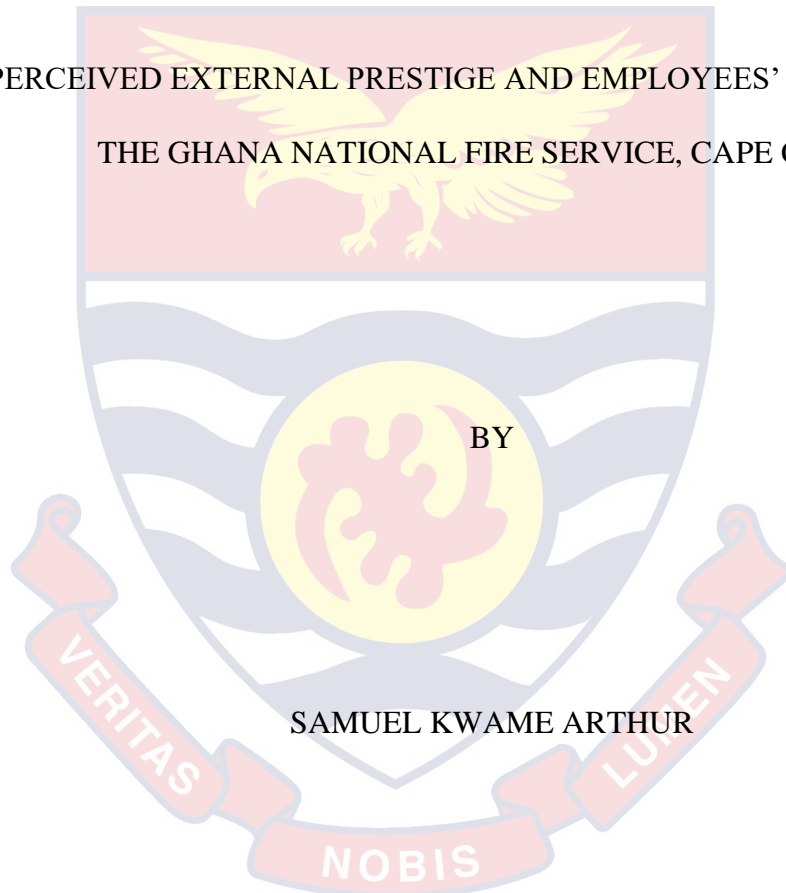 PERCEIVED EXTERNAL PRESTIGE AND EMPLOYEES'
THE GHANA NATIONAL FIRE SERVICE, CAPE
BY
SAMUEL KWAME ARTHUR
VERITAS
NOBIS
LUMEN